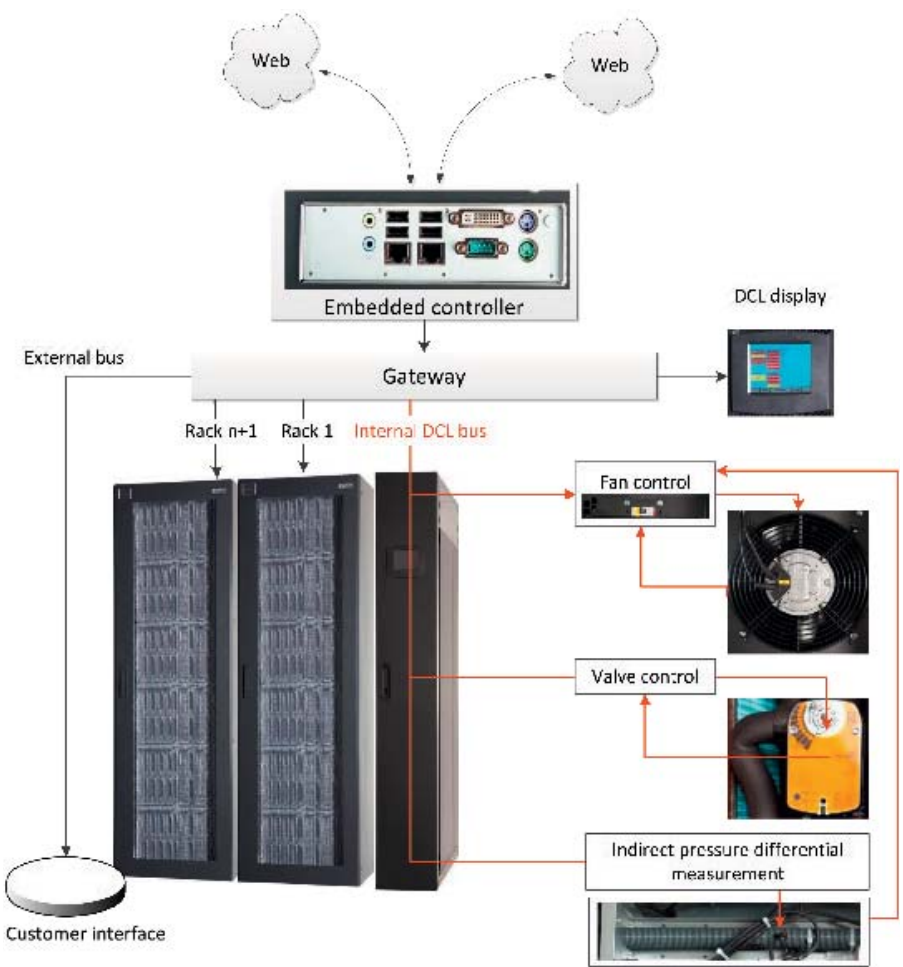 Web
Web
Embedded controller
DCL display
External bus
Gateway
Rack n+1
Rack 1
Internal DCL bus
Fan control
Valve control
Indirect pressure differential
measurement
Customer interface